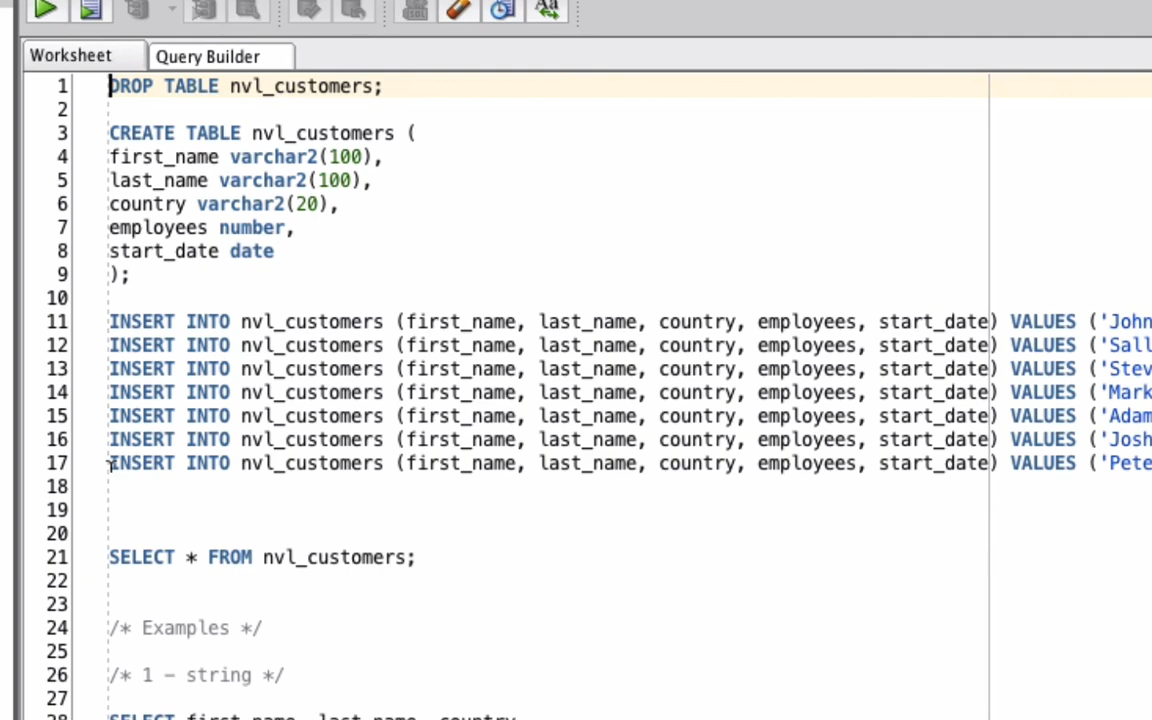 Worksheet Query Builder
1 DROP TABLE nvl_customers;
2
3 CREATE TABLE nvl_customers (
4 first_name varchar2(100),
5 last_name varchar2(100),
6 country varchar2(20),
7 employees number,
8 start_date date
9 );
10
11 INSERT INTO nvl_customers (first_name, last_name, country, employees, start_date) VALUES ('John
12 INSERT INTO nvl_customers (first_name, last_name, country, employees, start_date) VALUES ('Sall
13 INSERT INTO nvl_customers (first_name, last_name, country, employees, start_date) VALUES ('Stev
14 INSERT INTO nvl_customers (first_name, last_name, country, employees, start_date) VALUES ('Mark
15 INSERT INTO nvl_customers (first_name, last_name, country, employees, start_date) VALUES ('Adam
16 INSERT INTO nvl_customers (first_name, last_name, country, employees, start_date) VALUES ('Josh
17 INSERT INTO nvl_customers (first_name, last_name, country, employees, start_date) VALUES ('Pete
18
19
20
21 SELECT * FROM nvl_customers;
22
23
24 /* Examples */
25
26 /* 1 – string */
27
28 SELECT first_name, last_name, country